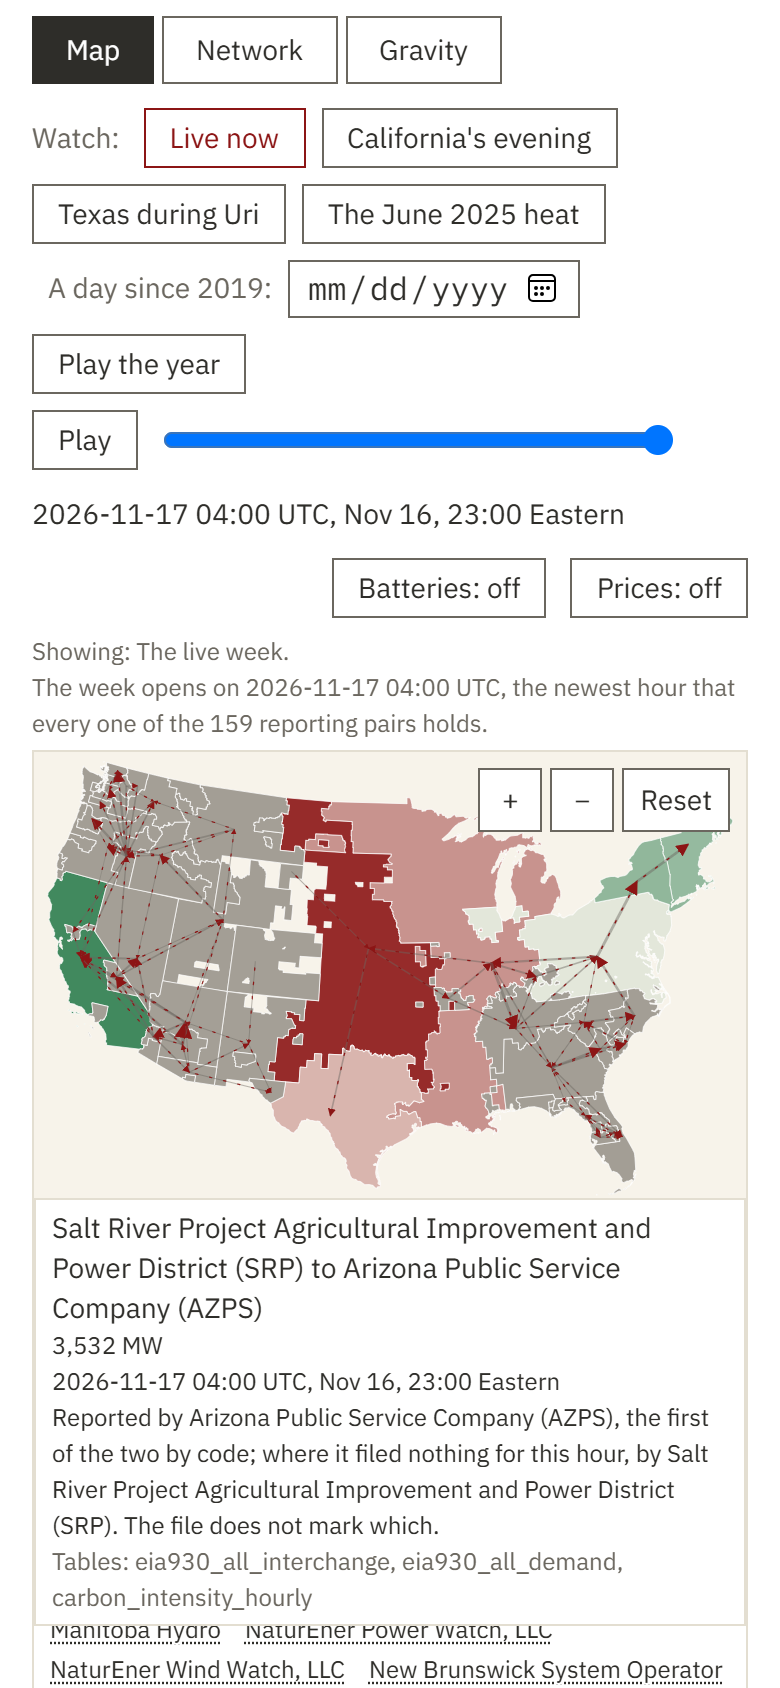 Map Network Gravity
Watch: Live now California's evening
Texas during Uri The June 2025 heat
A day since 2019: mm/dd/yyyy
Play the year
Play
2026-11-17 04:00 UTC, Nov 16, 23:00 Eastern
Batteries: off Prices: off
Showing: The live week.
The week opens on 2026-11-17 04:00 UTC, the newest hour that
every one of the 159 reporting pairs holds.
+ − Reset
Salt River Project Agricultural Improvement and
Power District (SRP) to Arizona Public Service
Company (AZPS)
3,532 MW
2026-11-17 04:00 UTC, Nov 16, 23:00 Eastern
Reported by Arizona Public Service Company (AZPS), the first
of the two by code; where it filed nothing for this hour, by Salt
River Project Agricultural Improvement and Power District
(SRP). The file does not mark which.
Tables: eia930_all_interchange, eia930_all_demand,
carbon_intensity_hourly
Manitoba Hydro NaturEner Power Watch, LLC
NaturEner Wind Watch, LLC New Brunswick System Operator